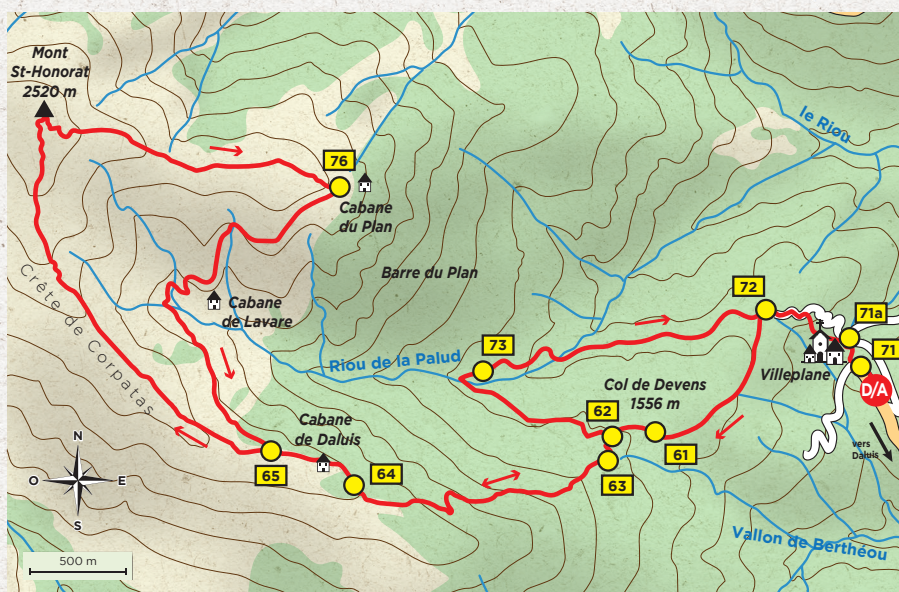 Mont
St-Honorat
2520 m
le Riou
76
Cabane
du Plan
Barre du Plan
Crête de Corpatas
Cabane
de Lavare
72
71a
71
Riou de la Palud
73
Villeplane
D/A
Col de Devens
1556 m
62
61
63
Cabane
de Daluis
65
64
vers
Daluis
N
O
E
S
Vallon de Berthéou
500 m